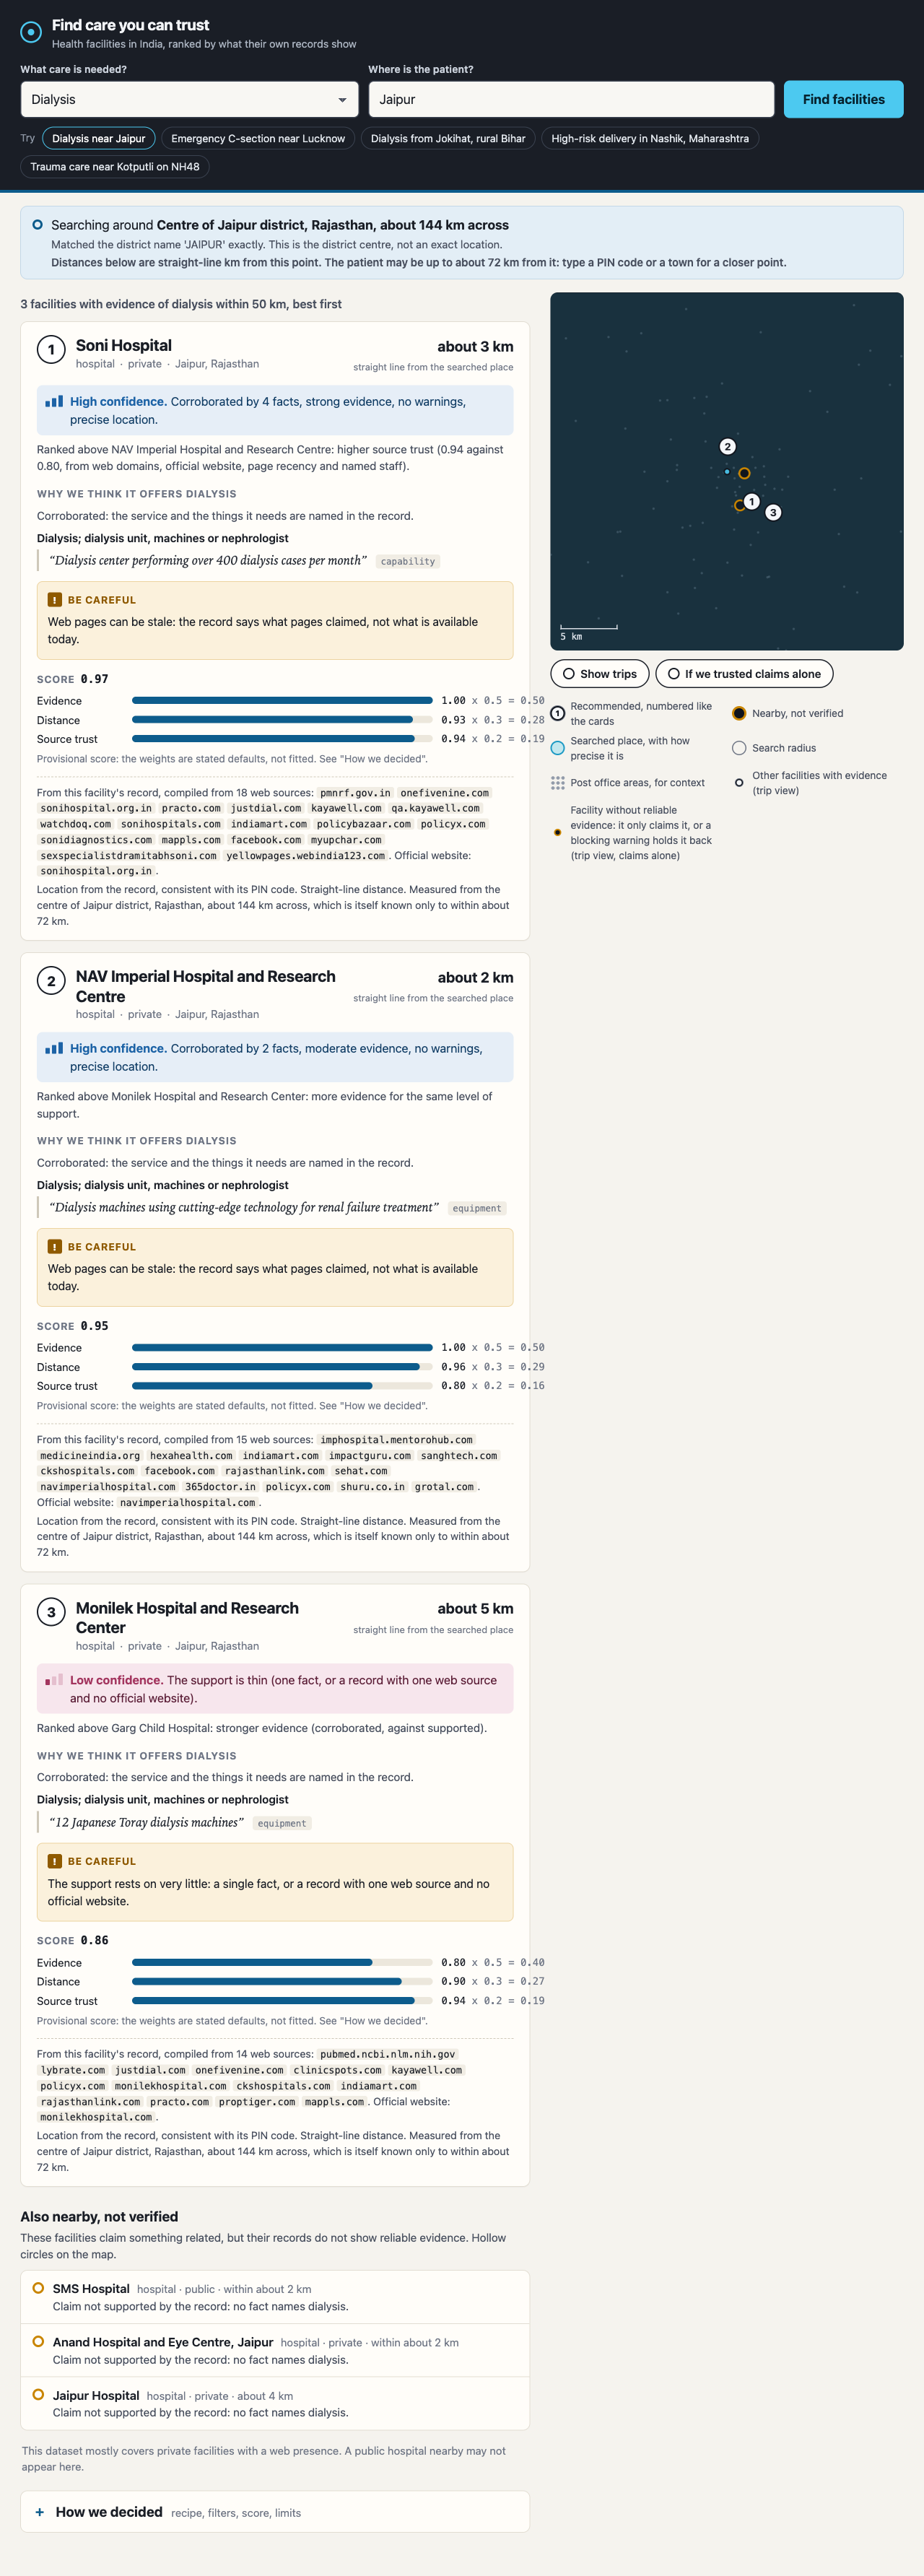 Find care you can trust
Health facilities in India, ranked by what their own records show
What care is needed?
Where is the patient?
Dialysis
Jaipur
Find facilities
Try
Dialysis near Jaipur
Emergency C-section near Lucknow
Dialysis from Jokihat, rural Bihar
High-risk delivery in Nashik, Maharashtra
Trauma care near Kotputli on NH48
Searching around Centre of Jaipur district, Rajasthan, about 144 km across
Matched the district name 'JAIPUR' exactly. This is the district centre, not an exact location.
Distances below are straight-line km from this point. The patient may be up to about 72 km from it: type a PIN code or a town for a closer point.
3 facilities with evidence of dialysis within 50 km, best first
1
Soni Hospital
about 3 km
hospital · private · Jaipur, Rajasthan
straight line from the searched place
High confidence. Corroborated by 4 facts, strong evidence, no warnings,
precise location.
Ranked above NAV Imperial Hospital and Research Centre: higher source trust (0.94 against
0.80, from web domains, official website, page recency and named staff).
WHY WE THINK IT OFFERS DIALYSIS
Corroborated: the service and the things it needs are named in the record.
Dialysis; dialysis unit, machines or nephrologist
“Dialysis center performing over 400 dialysis cases per month” capability
! BE CAREFUL
Web pages can be stale: the record says what pages claimed, not what is available
today.
SCORE 0.97
Evidence 1.00 x 0.5 = 0.50
Distance 0.93 x 0.3 = 0.28
Source trust 0.94 x 0.2 = 0.19
Provisional score: the weights are stated defaults, not fitted. See "How we decided".
From this facility's record, compiled from 18 web sources: pmnrf.gov.in onefivenine.com
sonihospital.org.in practo.com justdial.com kayawell.com qa.kayawell.com
watchdoq.com sonihospitals.com indiamart.com policybazaar.com policyx.com
sonidiagnostics.com mappls.com facebook.com myupchar.com
sexspecialistdramitabhsoni.com yellowpages.webindia123.com . Official website:
sonihospital.org.in .
Location from the record, consistent with its PIN code. Straight-line distance. Measured from the
centre of Jaipur district, Rajasthan, about 144 km across, which is itself known only to within about
72 km.
2
NAV Imperial Hospital and Research
Centre
about 2 km
hospital · private · Jaipur, Rajasthan
straight line from the searched place
High confidence. Corroborated by 2 facts, moderate evidence, no warnings,
precise location.
Ranked above Monilek Hospital and Research Center: more evidence for the same level of
support.
WHY WE THINK IT OFFERS DIALYSIS
Corroborated: the service and the things it needs are named in the record.
Dialysis; dialysis unit, machines or nephrologist
“Dialysis machines using cutting-edge technology for renal failure treatment” equipment
! BE CAREFUL
Web pages can be stale: the record says what pages claimed, not what is available
today.
SCORE 0.95
Evidence 1.00 x 0.5 = 0.50
Distance 0.96 x 0.3 = 0.29
Source trust 0.80 x 0.2 = 0.16
Provisional score: the weights are stated defaults, not fitted. See "How we decided".
From this facility's record, compiled from 15 web sources: imphospital.mentorohub.com
medicineindia.org hexahealth.com indiamart.com impactguru.com sanghtech.com
ckshospitals.com facebook.com rajasthanlink.com sehat.com
navimperialhospital.com 365doctor.in policyx.com shuru.co.in grotal.com .
Official website: navimperialhospital.com .
Location from the record, consistent with its PIN code. Straight-line distance. Measured from the
centre of Jaipur district, Rajasthan, about 144 km across, which is itself known only to within about
72 km.
3
Monilek Hospital and Research
Center
about 5 km
hospital · private · Jaipur, Rajasthan
straight line from the searched place
Low confidence. The support is thin (one fact, or a record with one web source
and no official website).
Ranked above Garg Child Hospital: stronger evidence (corroborated, against supported).
WHY WE THINK IT OFFERS DIALYSIS
Corroborated: the service and the things it needs are named in the record.
Dialysis; dialysis unit, machines or nephrologist
“12 Japanese Toray dialysis machines” equipment
! BE CAREFUL
The support rests on very little: a single fact, or a record with one web source and no
official website.
SCORE 0.86
Evidence 0.80 x 0.5 = 0.40
Distance 0.90 x 0.3 = 0.27
Source trust 0.94 x 0.2 = 0.19
Provisional score: the weights are stated defaults, not fitted. See "How we decided".
From this facility's record, compiled from 14 web sources: pubmed.ncbi.nlm.nih.gov
lybrate.com justdial.com onefivenine.com clinicspots.com kayawell.com
policyx.com monilekhospital.com ckshospitals.com indiamart.com
rajasthanlink.com practo.com proptiger.com mappls.com . Official website:
monilekhospital.com .
Location from the record, consistent with its PIN code. Straight-line distance. Measured from the
centre of Jaipur district, Rajasthan, about 144 km across, which is itself known only to within about
72 km.
Also nearby, not verified
These facilities claim something related, but their records do not show reliable evidence. Hollow
circles on the map.
SMS Hospital hospital · public · within about 2 km
Claim not supported by the record: no fact names dialysis.
Anand Hospital and Eye Centre, Jaipur hospital · private · within about 2 km
Claim not supported by the record: no fact names dialysis.
Jaipur Hospital hospital · private · about 4 km
Claim not supported by the record: no fact names dialysis.
This dataset mostly covers private facilities with a web presence. A public hospital nearby may not
appear here.
+ How we decided recipe, filters, score, limits
2
1
3
5 km
Show trips
If we trusted claims alone
1 Recommended, numbered like
the cards
Nearby, not verified
Searched place, with how
precise it is
Search radius
Post office areas, for context
Other facilities with evidence
(trip view)
Facility without reliable
evidence: it only claims it, or a
blocking warning holds it back
(trip view, claims alone)